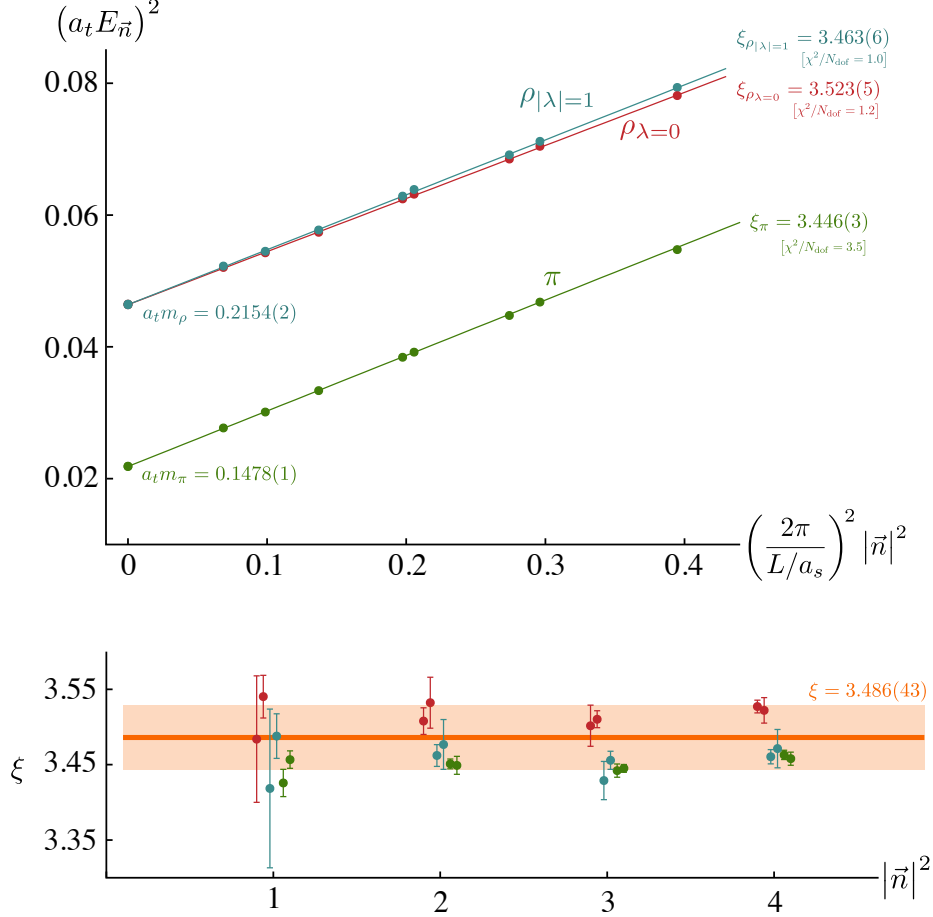 (a_t E_{\vec{n}})^2
ξ_{ρ_{|λ|=1}} = 3.463(6)
[χ²/N_dof = 1.0]
ξ_{ρ_{λ=0}} = 3.523(5)
[χ²/N_dof = 1.2]
0.08
ρ_{|λ|=1}
ρ_{λ=0}
0.06
ξ_π = 3.446(3)
[χ²/N_dof = 3.5]
π
a_t m_ρ = 0.2154(2)
0.04
a_t m_π = 0.1478(1)
0.02
0 0.1 0.2 0.3 0.4
(2π / (L/a_s))^2 |\vec{n}|^2
3.55
ξ = 3.486(43)
ξ
3.45
3.35
1 2 3 4
|\vec{n}|^2